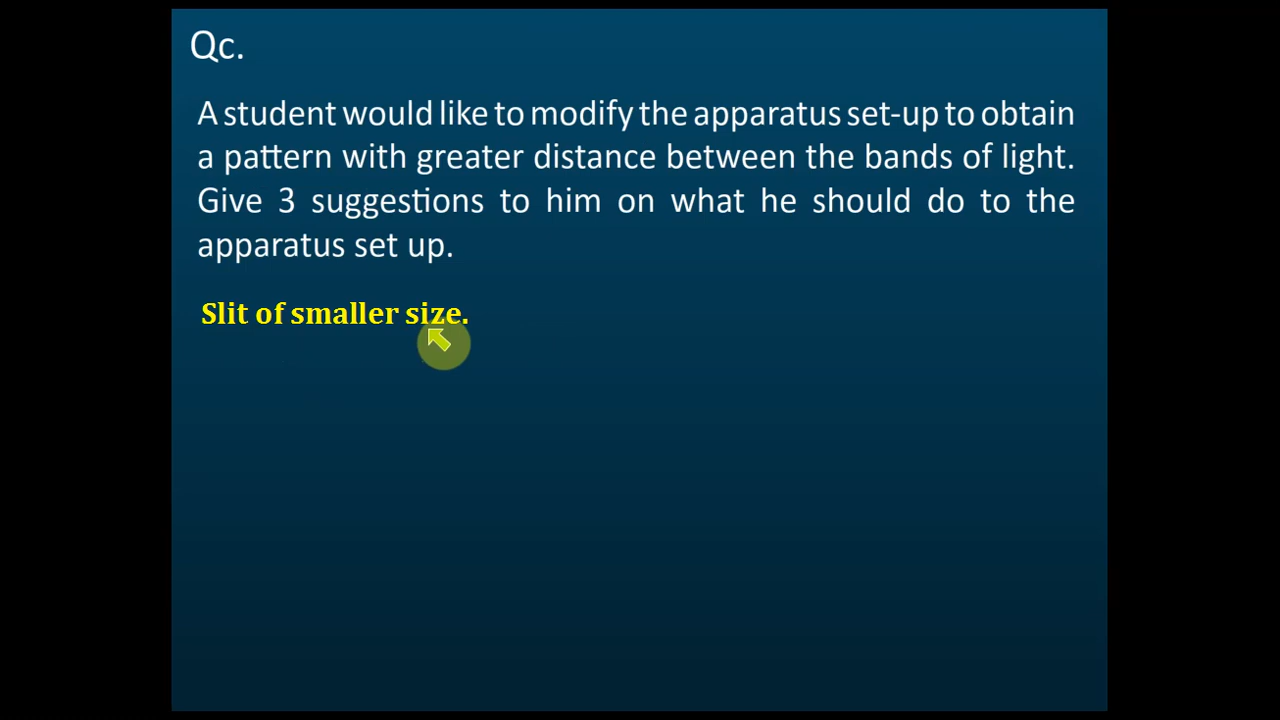 Qc.
A student would like to modify the apparatus set-up to obtain
a pattern with greater distance between the bands of light.
Give 3 suggestions to him on what he should do to the
apparatus set up.
Slit of smaller size.